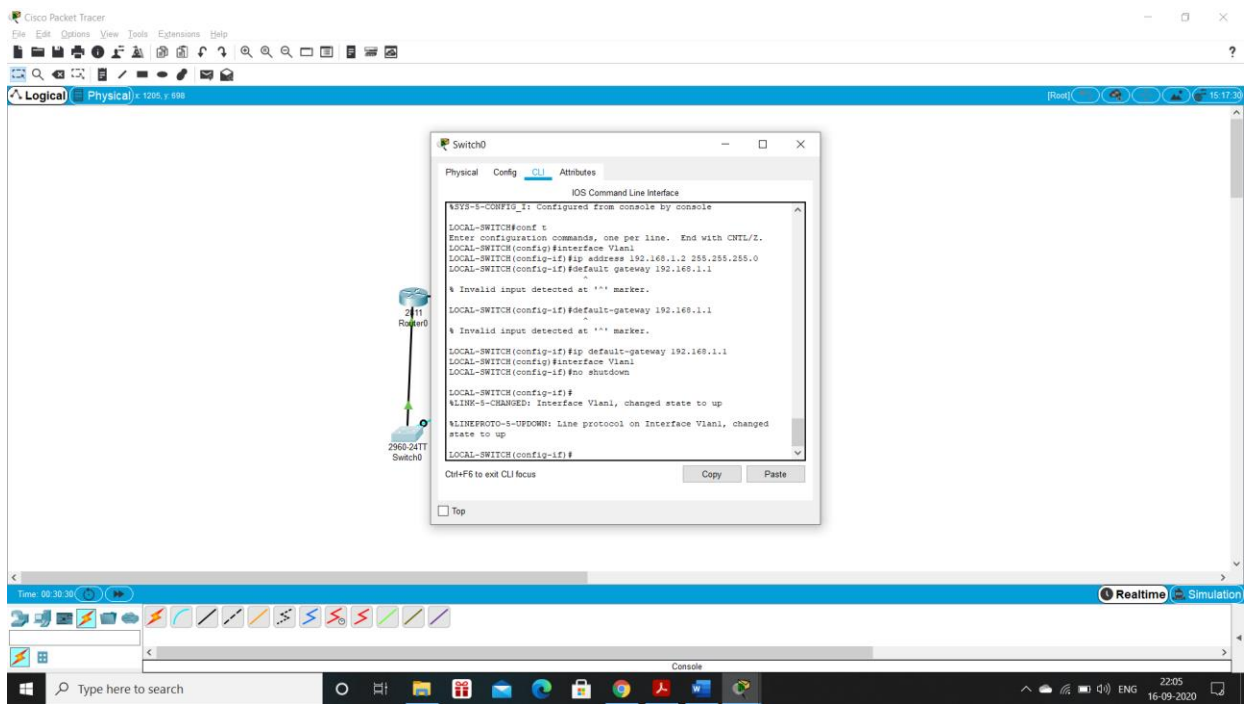 Cisco Packet Tracer
File Edit Options View Tools Extensions Help
?
Logical Physical x: 1205, y: 698
[Root] 15:17:30
Switch0
Physical Config CLI Attributes
IOS Command Line Interface
%SYS-5-CONFIG_I: Configured from console by console
LOCAL-SWITCH#conf t
Enter configuration commands, one per line. End with CNTL/Z.
LOCAL-SWITCH(config)#interface Vlan1
LOCAL-SWITCH(config-if)#ip address 192.168.1.2 255.255.255.0
LOCAL-SWITCH(config-if)#default gateway 192.168.1.1
^
% Invalid input detected at '^' marker.
LOCAL-SWITCH(config-if)#default-gateway 192.168.1.1
^
% Invalid input detected at '^' marker.
LOCAL-SWITCH(config-if)#ip default-gateway 192.168.1.1
LOCAL-SWITCH(config)#interface Vlan1
LOCAL-SWITCH(config-if)#no shutdown
LOCAL-SWITCH(config-if)#
%LINK-5-CHANGED: Interface Vlan1, changed state to up
%LINEPROTO-5-UPDOWN: Line protocol on Interface Vlan1, changed
state to up
LOCAL-SWITCH(config-if)#
Ctrl+F6 to exit CLI focus
Copy Paste
Top
2811
Router0
2960-24TT
Switch0
Time: 00:30:30
Realtime Simulation
Console
Type here to search
ENG
22:05
16-09-2020